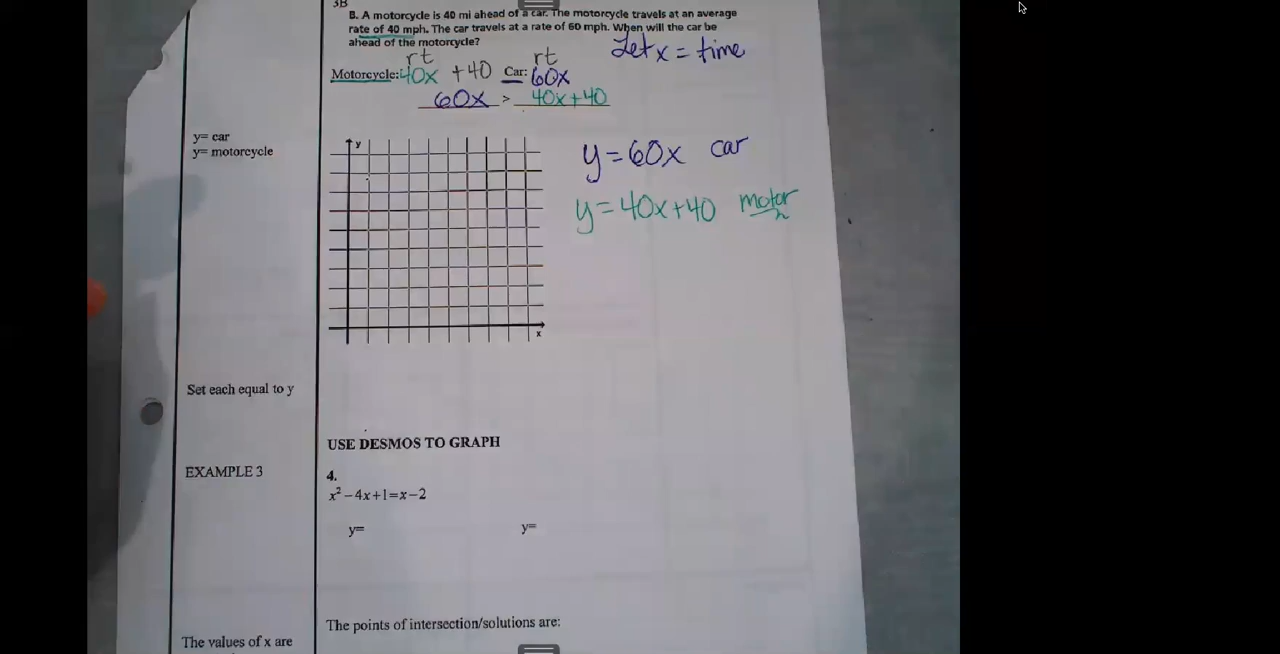 3B
B. A motorcycle is 40 mi ahead of a car. The motorcycle travels at an average
rate of 40 mph. The car travels at a rate of 60 mph. When will the car be
ahead of the motorcycle?
Let x = time
rt rt
Motorcycle: 40x + 40 Car: 60x
60x > 40x+40
y= car
y= motorcycle
y
y = 60x car
y = 40x+40 motor
x
Set each equal to y
USE DESMOS TO GRAPH
EXAMPLE 3
4.
x² − 4x + 1 = x − 2
y= y=
The points of intersection/solutions are:
The values of x are